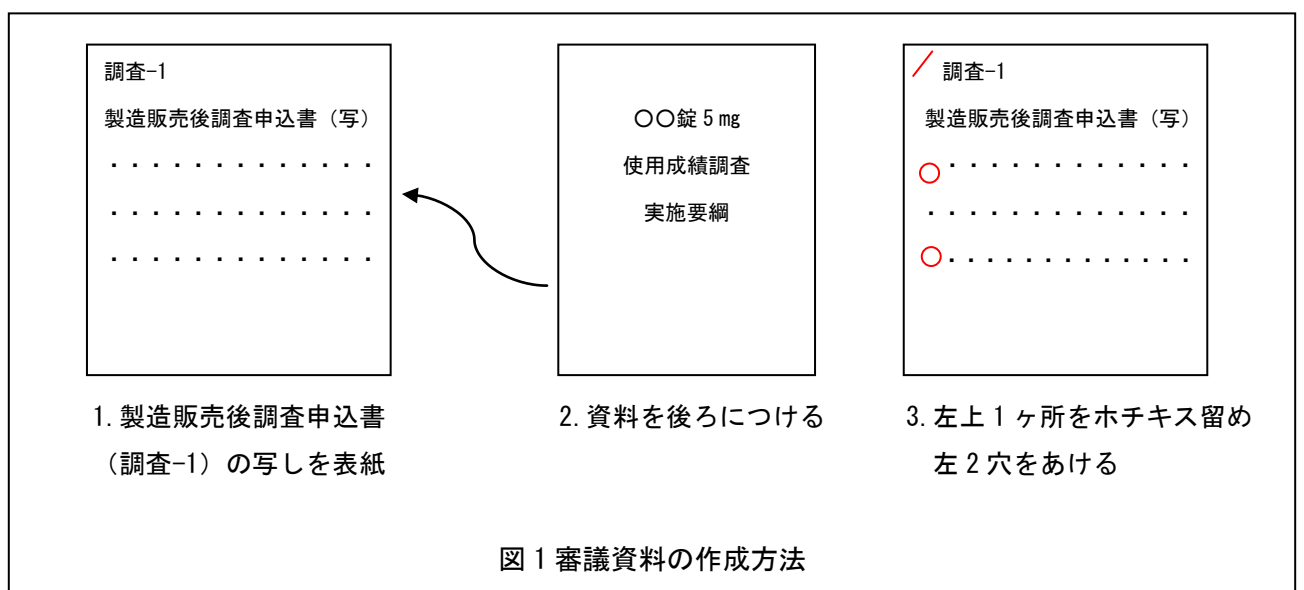 調査-1
製造販売後調査申込書（写）
・・・・・・・・・・・・・
・・・・・・・・・・・・・
・・・・・・・・・・・・・
〇〇錠 5 mg
使用成績調査
実施要綱
調査-1
製造販売後調査申込書（写）
・・・・・・・・・・・・
・・・・・・・・・・・・・
・・・・・・・・・・・・
1.製造販売後調査申込書
（調査-1）の写しを表紙
2.資料を後ろにつける
3.左上 1 ヶ所をホチキス留め
左 2 穴をあける
図 1 審議資料の作成方法